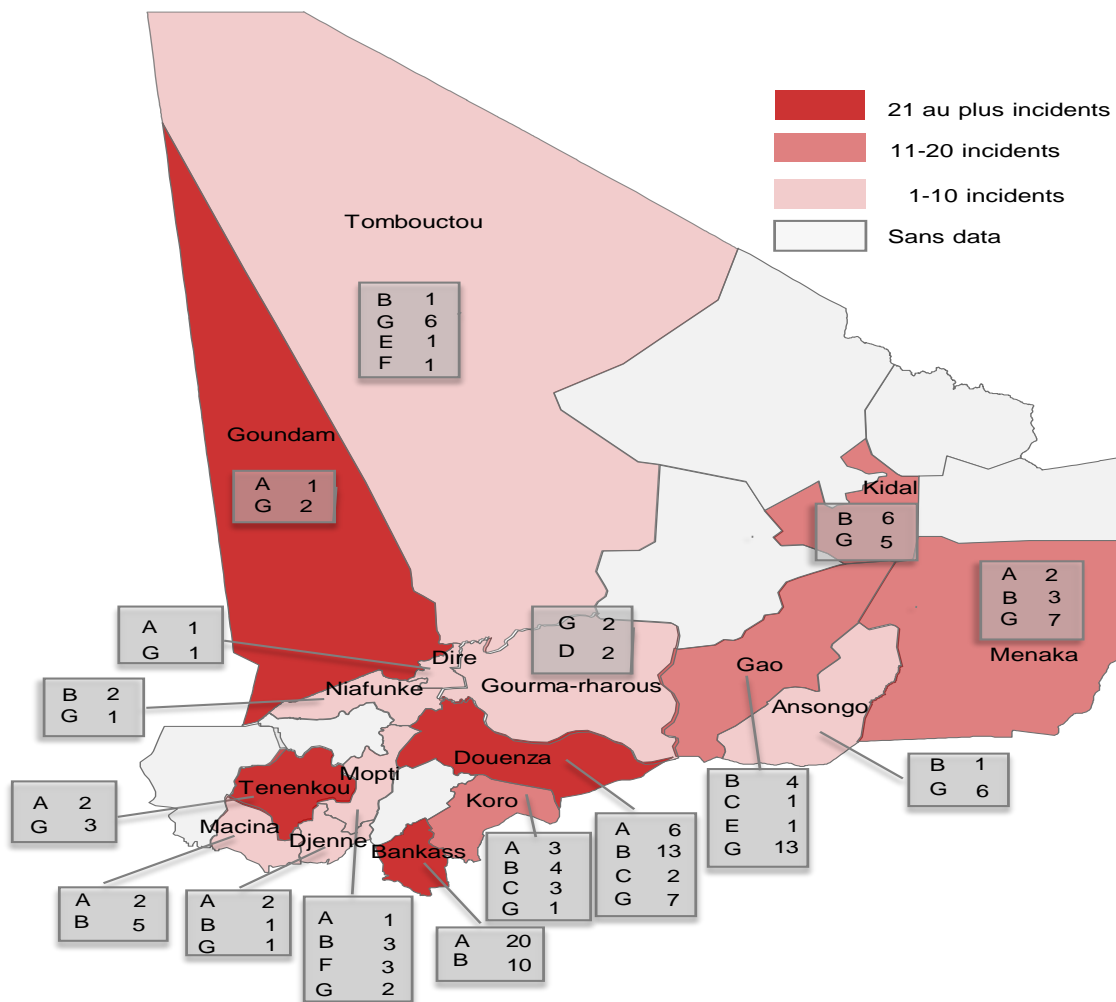 21 au plus incidents
11-20 incidents
1-10 incidents
Sans data
Tombouctou
B 1
G 6
E 1
F 1
Goundam
A 1
G 2
Kidal
B 6
G 5
A 2
B 3
G 7
Menaka
A 1
G 1
Dire
G 2
D 2
Gourma-rharous
Niafunke
B 2
G 1
Gao
B 4
C 1
E 1
G 13
Ansongo
B 1
G 6
Douenza
A 6
B 13
C 2
G 7
Mopti
A 1
B 3
F 3
G 2
Tenenkou
A 2
G 3
Koro
A 3
B 4
C 3
G 1
Macina
A 2
B 5
Djenne
A 2
B 1
G 1
Bankass
A 20
B 10